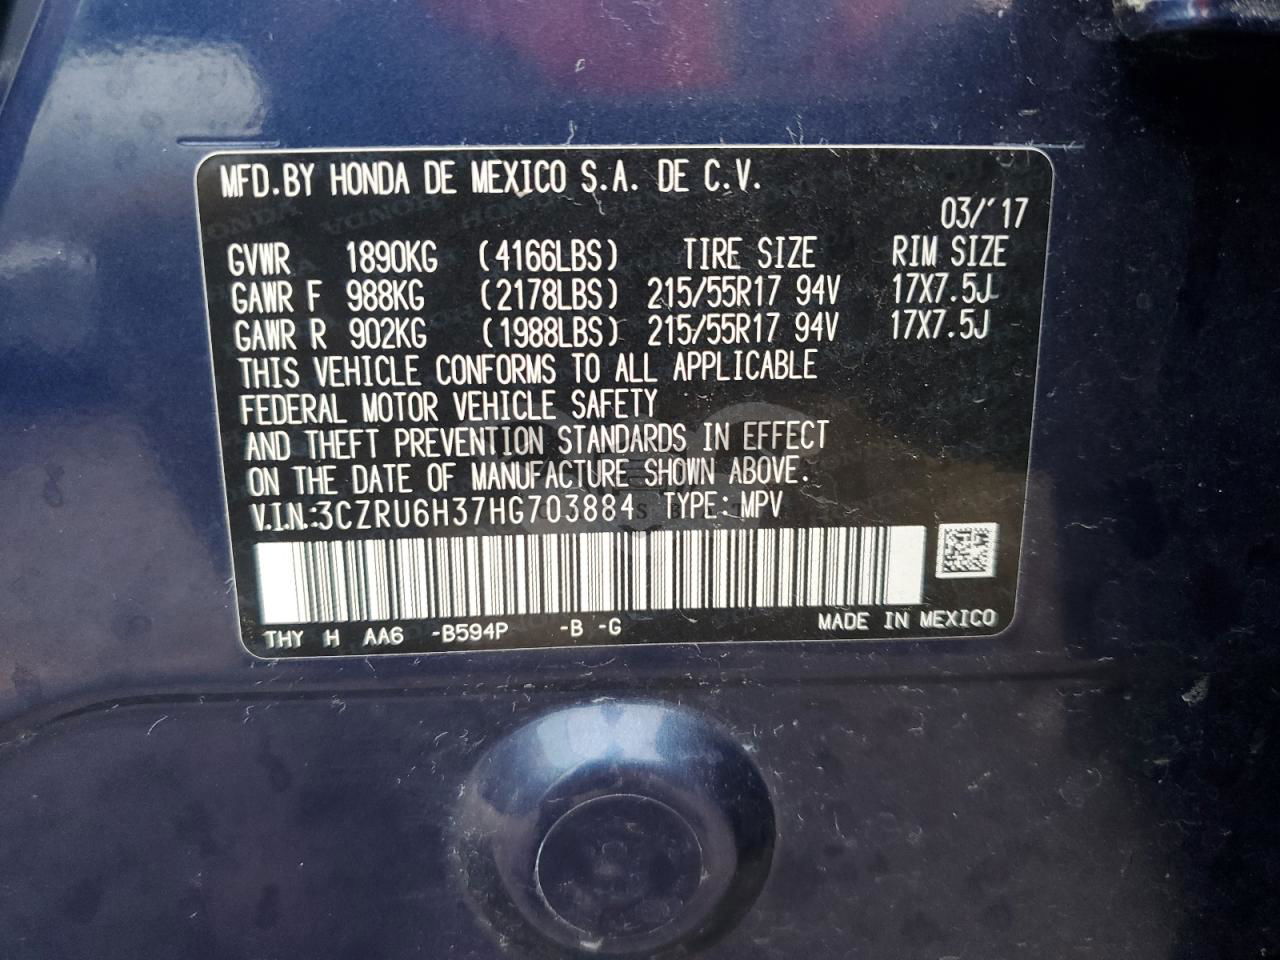 MFD.BY HONDA DE MEXICO S.A. DE C.V.
03/'17
GVWR 1890KG (4166LBS) TIRE SIZE RIM SIZE
GAWR F 988KG (2178LBS) 215/55R17 94V 17X7.5J
GAWR R 902KG (1988LBS) 215/55R17 94V 17X7.5J
THIS VEHICLE CONFORMS TO ALL APPLICABLE
FEDERAL MOTOR VEHICLE SAFETY
AND THEFT PREVENTION STANDARDS IN EFFECT
ON THE DATE OF MANUFACTURE SHOWN ABOVE.
V.I.N.:3CZRU6H37HG703884 TYPE:MPV
THY H AA6 -B594P -B -G MADE IN MEXICO